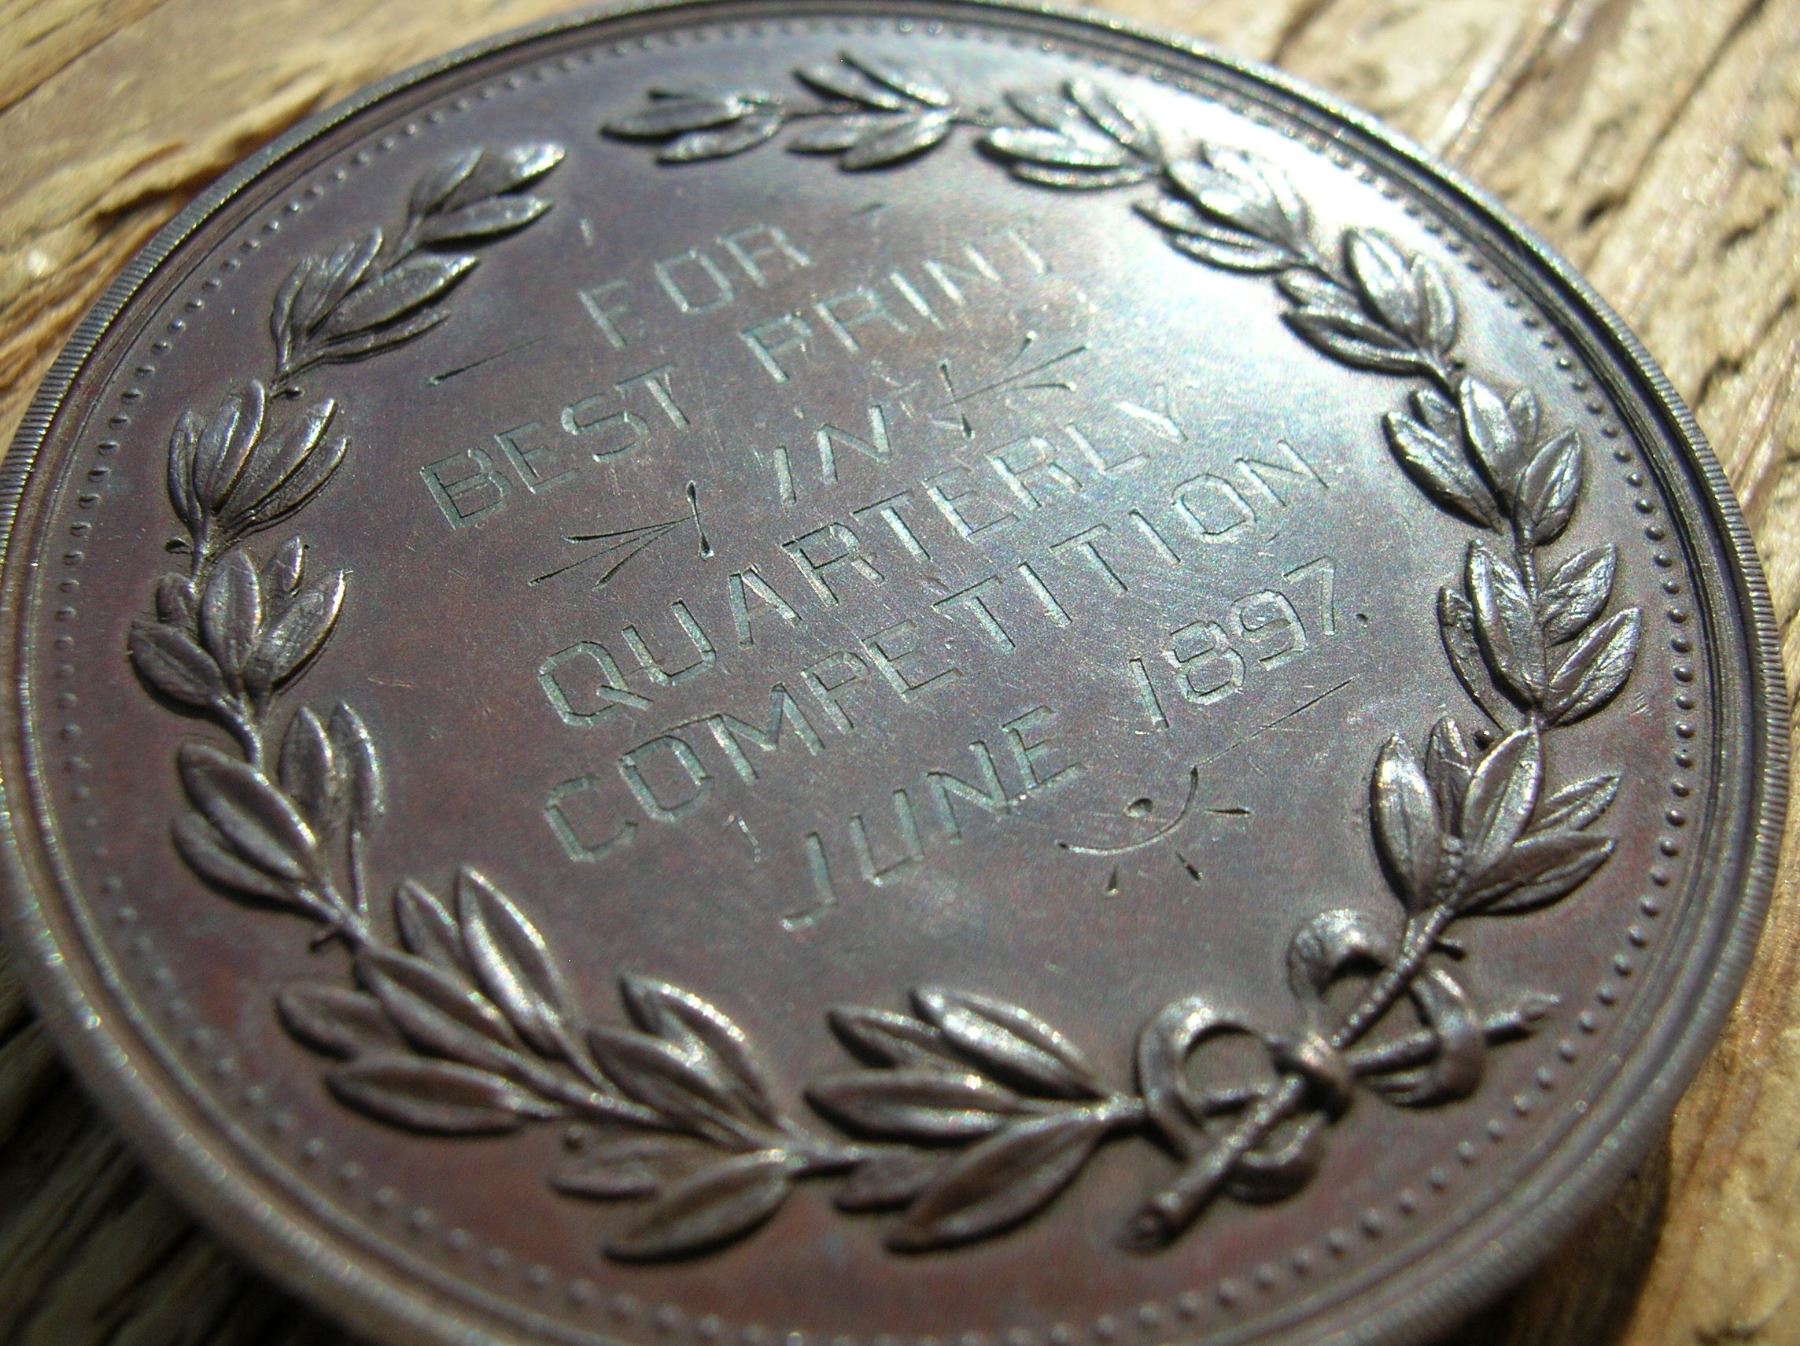 FOR
BEST PRINT
IN
QUARTERLY
COMPETITION
JUNE 1897.